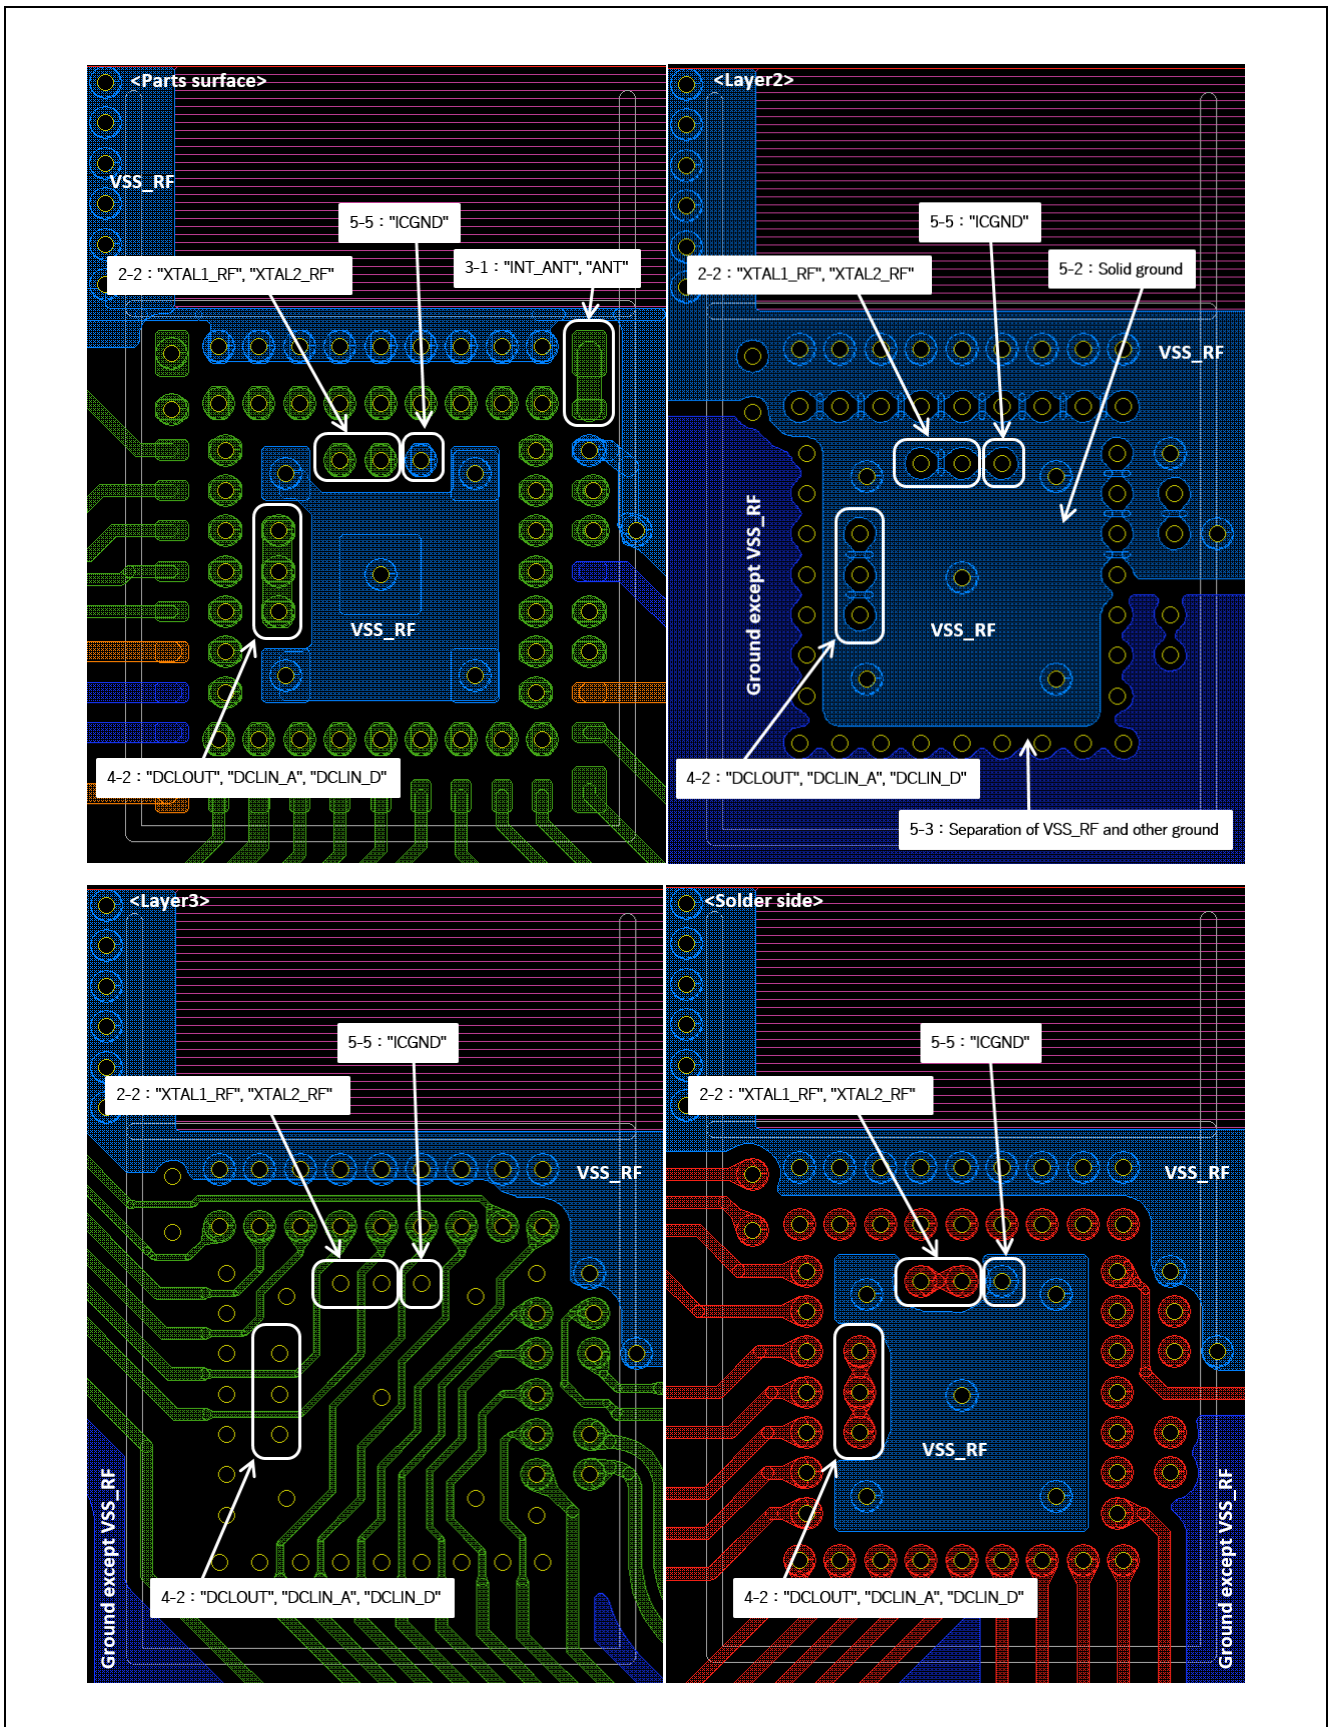 <Parts surface>
VSS_RF
5-5 : "ICGND"
3-1 : "INT_ANT", "ANT"
2-2 : "XTAL1_RF", "XTAL2_RF"
VSS_RF
4-2 : "DCLOUT", "DCLIN_A", "DCLIN_D"
<Layer2>
5-5 : "ICGND"
5-2 : Solid ground
2-2 : "XTAL1_RF", "XTAL2_RF"
VSS_RF
Ground except VSS_RF
VSS_RF
4-2 : "DCLOUT", "DCLIN_A", "DCLIN_D"
5-3 : Separation of VSS_RF and other ground
<Layer3>
5-5 : "ICGND"
2-2 : "XTAL1_RF", "XTAL2_RF"
VSS_RF
Ground except VSS_RF
4-2 : "DCLOUT", "DCLIN_A", "DCLIN_D"
<Solder side>
5-5 : "ICGND"
2-2 : "XTAL1_RF", "XTAL2_RF"
VSS_RF
VSS_RF
Ground except VSS_RF
4-2 : "DCLOUT", "DCLIN_A", "DCLIN_D"